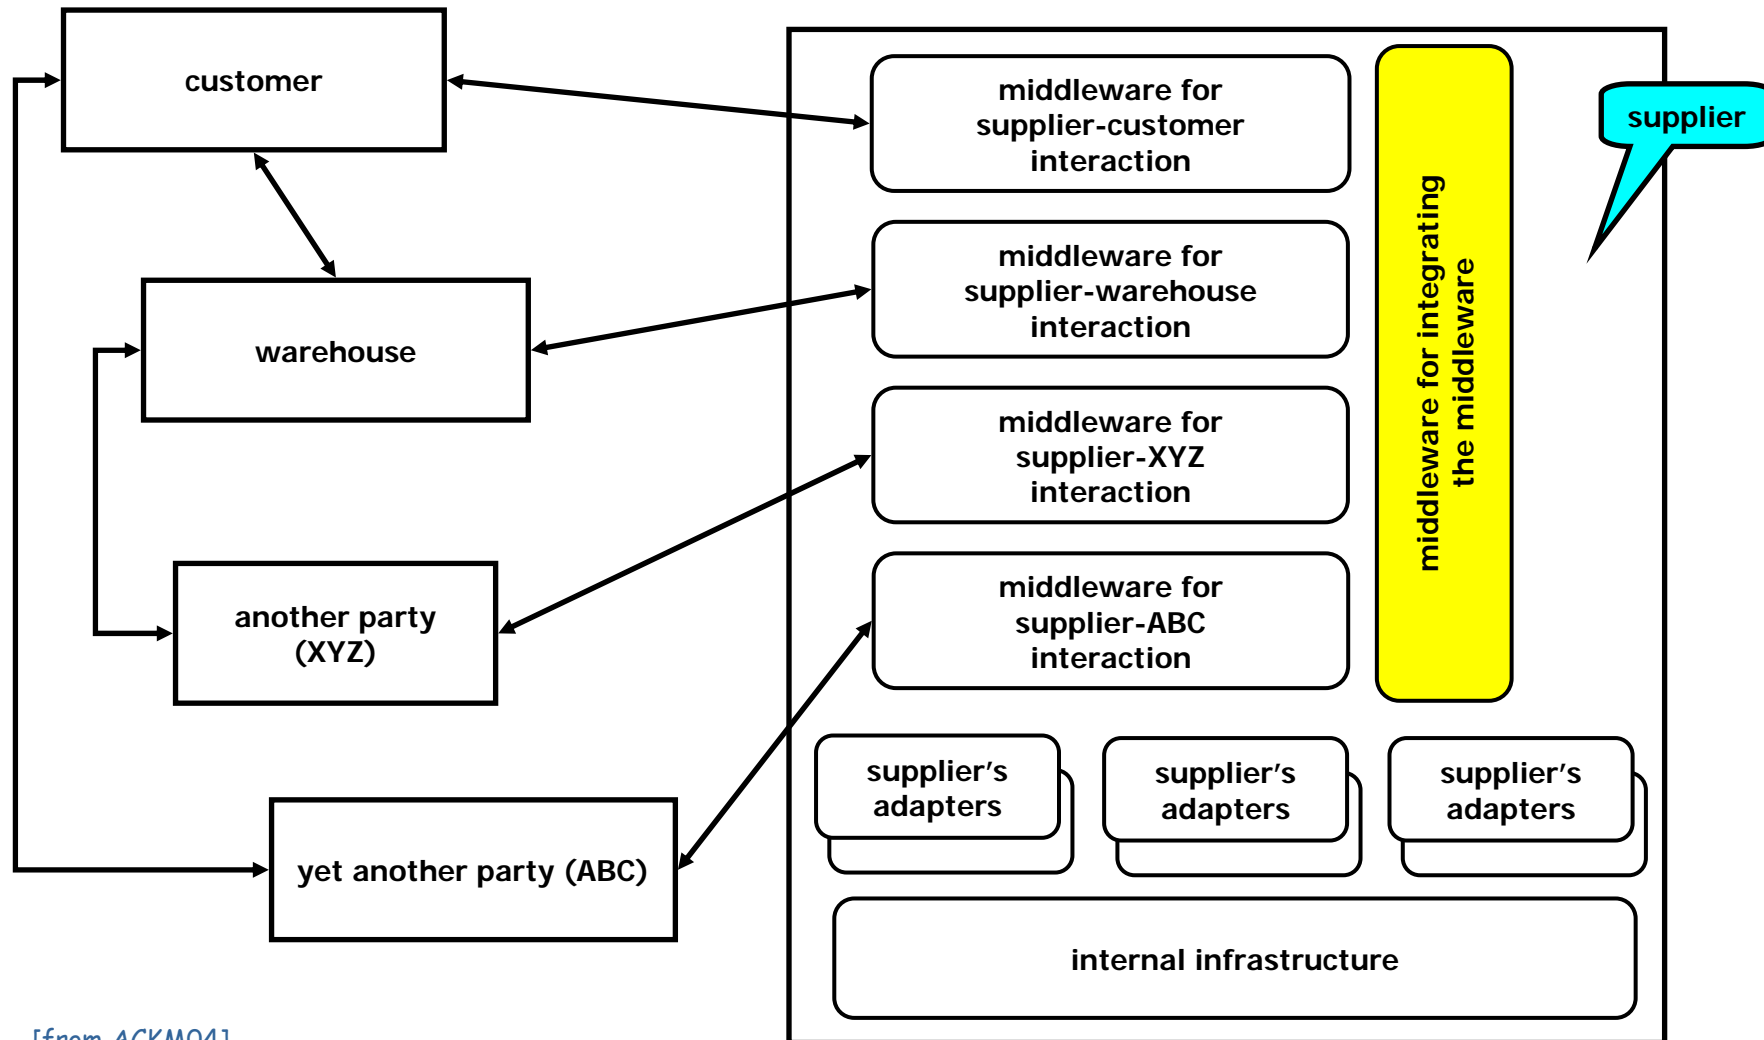 customer
warehouse
another party
(XYZ)
yet another party (ABC)
middleware for
supplier-customer
interaction
middleware for
supplier-warehouse
interaction
middleware for
supplier-XYZ
interaction
middleware for
supplier-ABC
interaction
middleware for integrating
the middleware
supplier
supplier's
adapters
supplier's
adapters
supplier's
adapters
internal infrastructure
[from ACKM04]